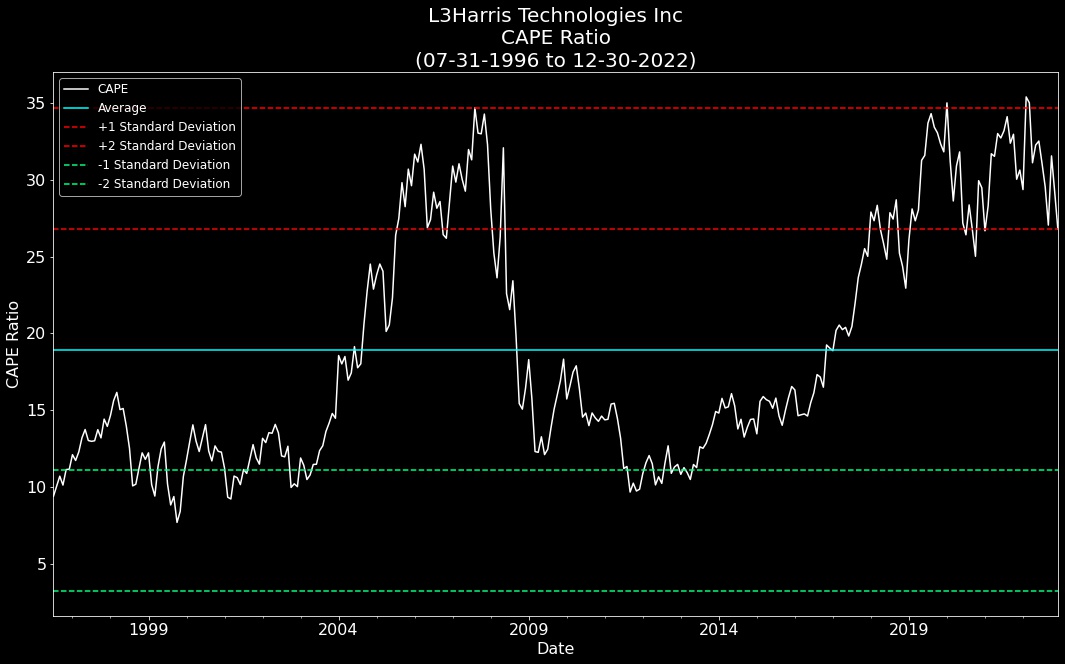 L3Harris Technologies Inc
CAPE Ratio
(07-31-1996 to 12-30-2022)
CAPE
Average
+1 Standard Deviation
+2 Standard Deviation
-1 Standard Deviation
-2 Standard Deviation
CAPE Ratio
35
30
25
20
15
10
5
1999 2004 2009 2014 2019
Date